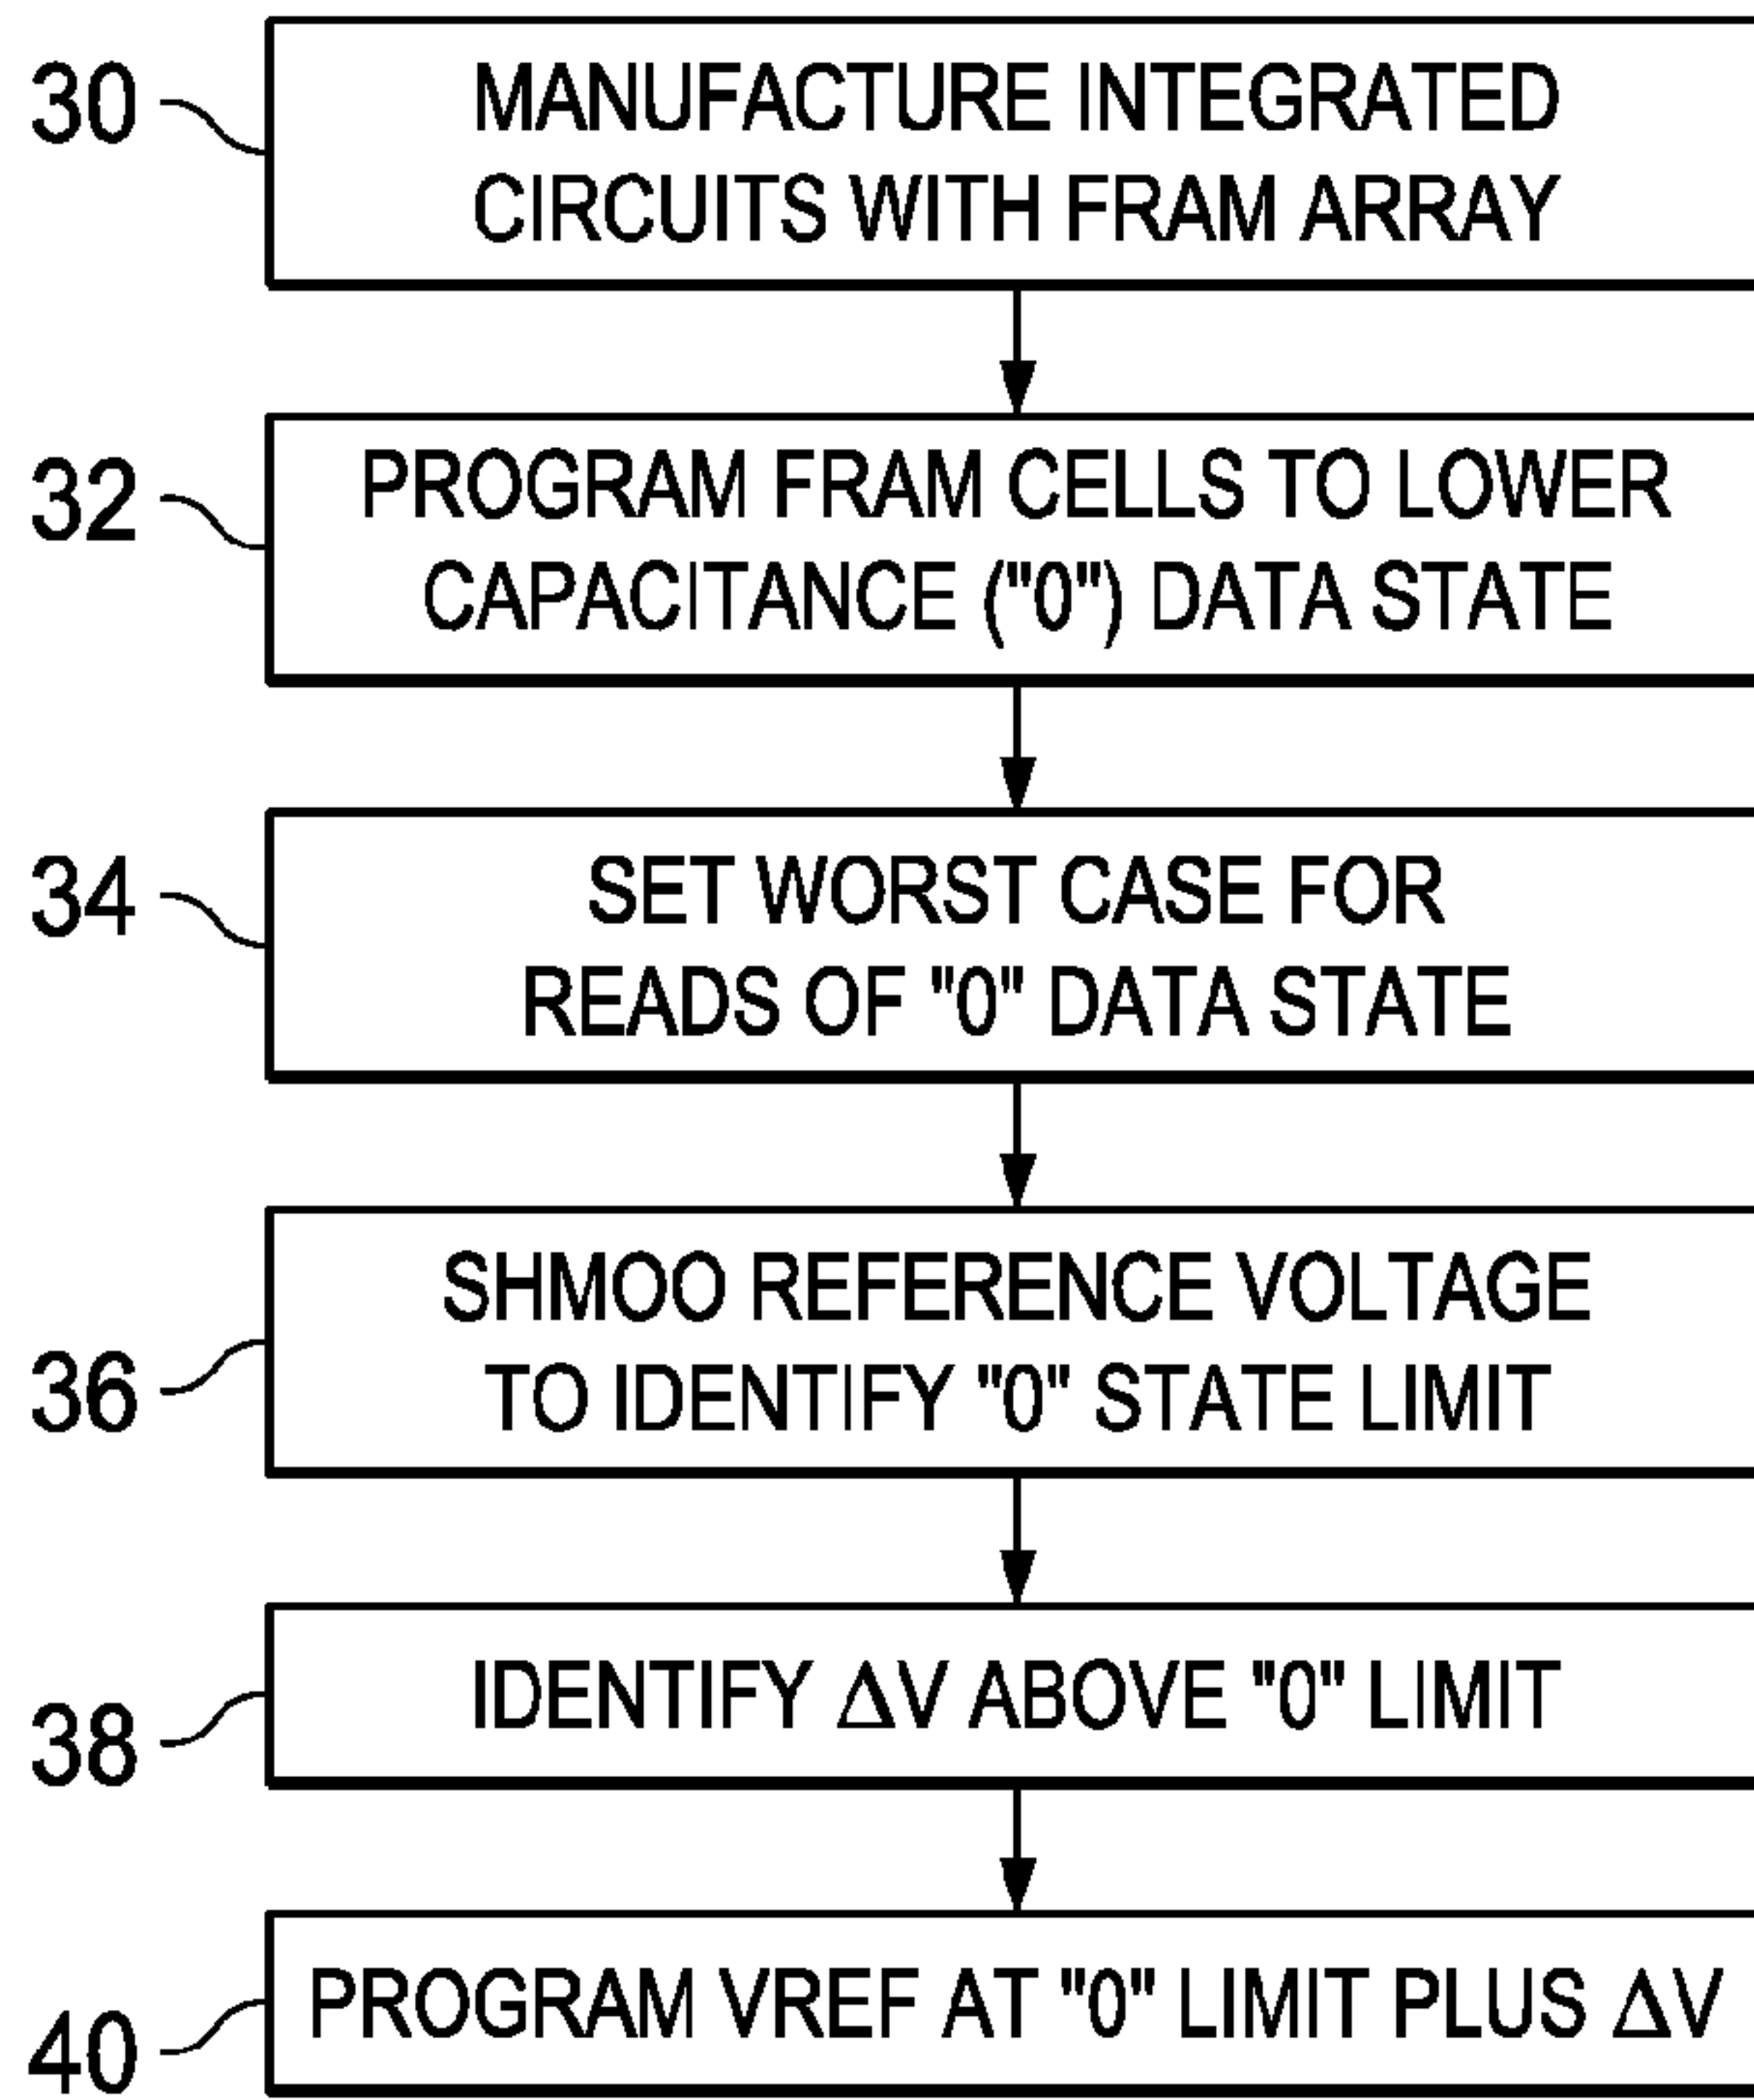 30
MANUFACTURE INTEGRATED
CIRCUITS WITH FRAM ARRAY
32
PROGRAM FRAM CELLS TO LOWER
CAPACITANCE ("0") DATA STATE
34
SET WORST CASE FOR
READS OF "0" DATA STATE
36
SHMOO REFERENCE VOLTAGE
TO IDENTIFY "0" STATE LIMIT
38
IDENTIFY ΔV ABOVE "0" LIMIT
40
PROGRAM VREF AT "0" LIMIT PLUS ΔV